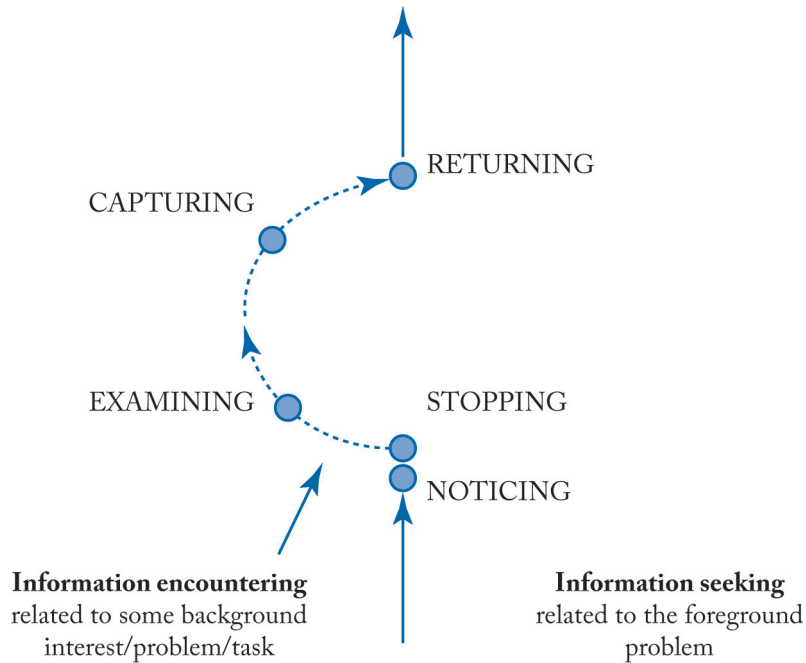 RETURNING
CAPTURING
EXAMINING
STOPPING
NOTICING
Information encountering
related to some background
interest/problem/task
Information seeking
related to the foreground
problem